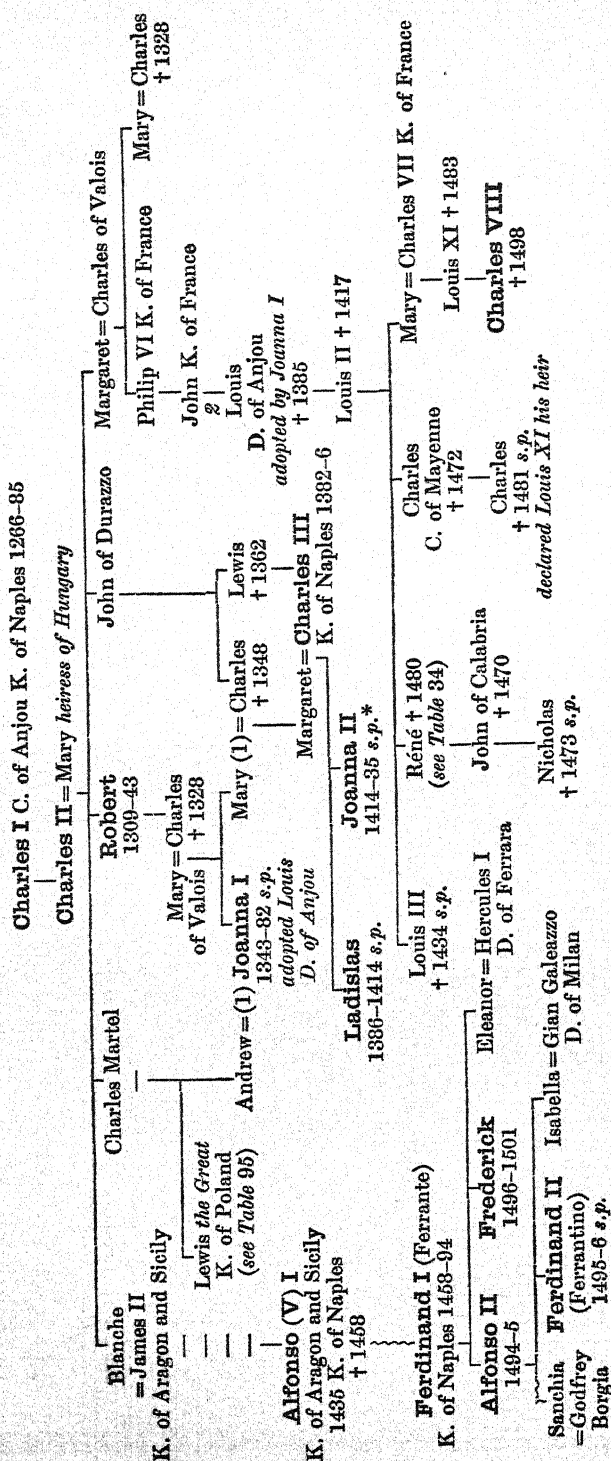 Charles I C. of Anjou K. of Naples 1266-85
Charles II = Mary heiress of Hungary
Blanche
= James II
K. of Aragon and Sicily
Charles Martel
Robert
1309-43
John of Durazzo
Margaret = Charles of Valois
Lewis the Great
K. of Poland
(see Table 95)
Mary = Charles
of Valois † 1328
Philip VI K. of France
Mary = Charles
† 1328
John K. of France
Andrew = (1) Joanna I
1343-82 s.p.
adopted Louis
D. of Anjou
Mary (1) = Charles
† 1348
Lewis
† 1362
2
Louis
D. of Anjou
adopted by Joanna I
† 1385
Margaret = Charles III
K. of Naples 1382-6
Louis II † 1417
Alfonso (V) I
K. of Aragon and Sicily
1435 K. of Naples
† 1458
Ladislas
1386-1414 s.p.
Joanna II
1414-35 s.p.*
Louis III
† 1434 s.p.
Réné † 1480
(see Table 34)
Charles
C. of Mayenne
† 1472
Mary = Charles VII K. of France
Ferdinand I (Ferrante)
K. of Naples 1458-94
John of Calabria
† 1470
Charles
† 1481 s.p.
declared Louis XI his heir
Louis XI † 1483
Alfonso II
1494-5
Frederick
1496-1501
Eleanor = Hercules I
D. of Ferrara
Nicholas
† 1473 s.p.
Charles VIII
† 1498
Sanchia
= Godfrey
Borgia
Ferdinand II
(Ferrantino)
1495-6 s.p.
Isabella = Gian Galeazzo
D. of Milan